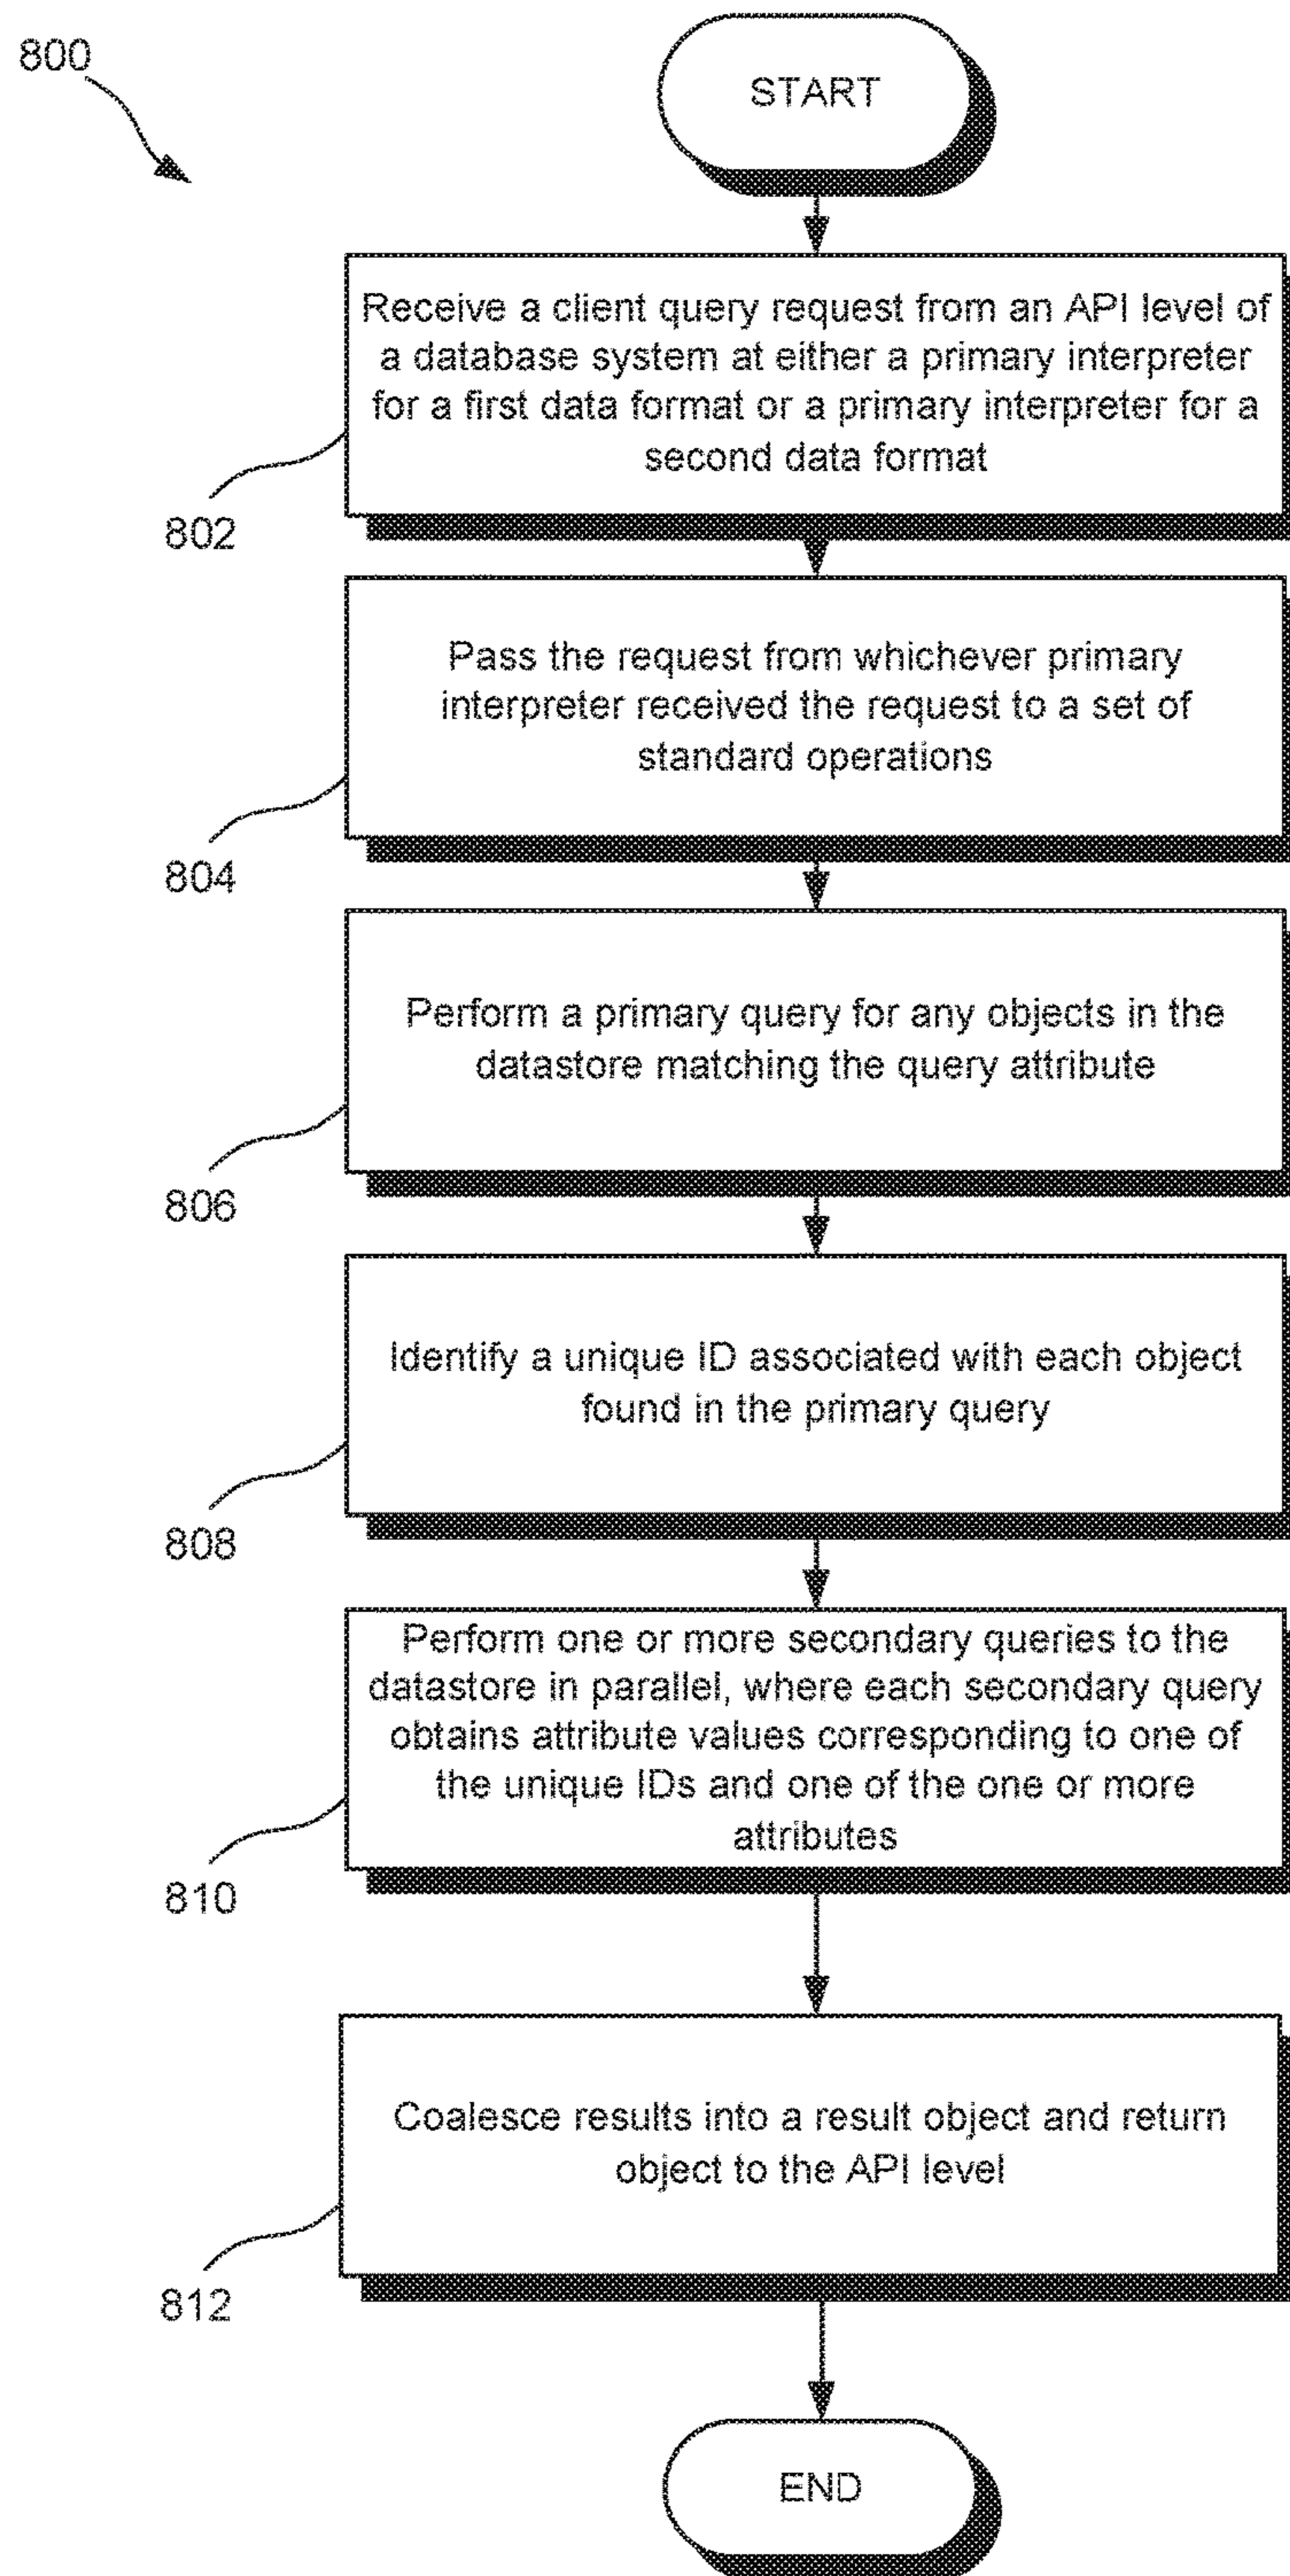 800
START
Receive a client query request from an API level of
a database system at either a primary interpreter
for a first data format or a primary interpreter for a
second data format
802
Pass the request from whichever primary
interpreter received the request to a set of
standard operations
804
Perform a primary query for any objects in the
datastore matching the query attribute
806
Identify a unique ID associated with each object
found in the primary query
808
Perform one or more secondary queries to the
datastore in parallel, where each secondary query
obtains attribute values corresponding to one of
the unique IDs and one of the one or more
attributes
810
Coalesce results into a result object and return
object to the API level
812
END